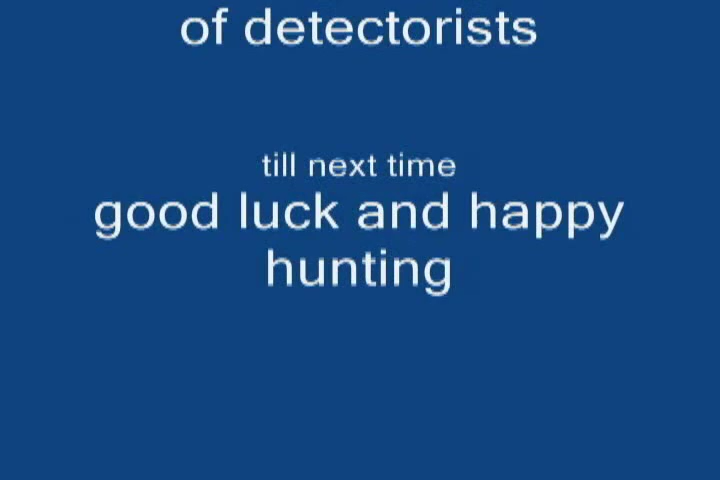 of detectorists
till next time
good luck and happy
hunting